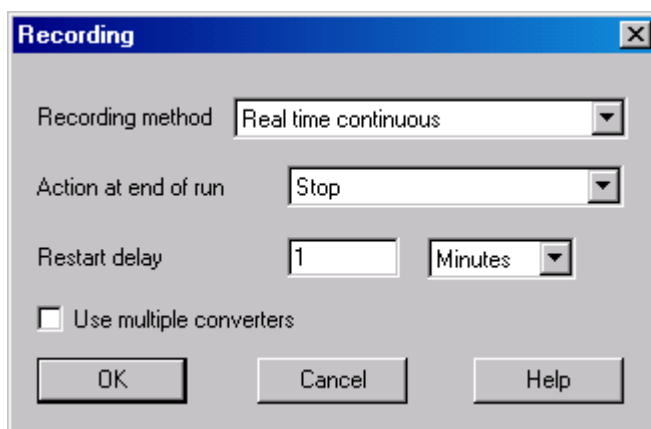 Recording
Recording method Real time continuous
Action at end of run Stop
Restart delay 1 Minutes
Use multiple converters
OK Cancel Help